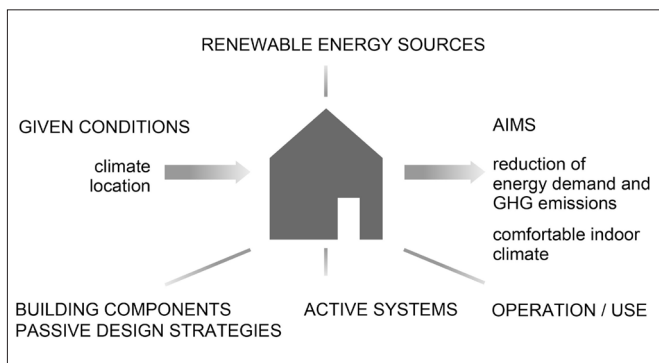 RENEWABLE ENERGY SOURCES
GIVEN CONDITIONS
climate
location
AIMS
reduction of
energy demand and
GHG emissions
comfortable indoor
climate
BUILDING COMPONENTS
PASSIVE DESIGN STRATEGIES
ACTIVE SYSTEMS
OPERATION / USE